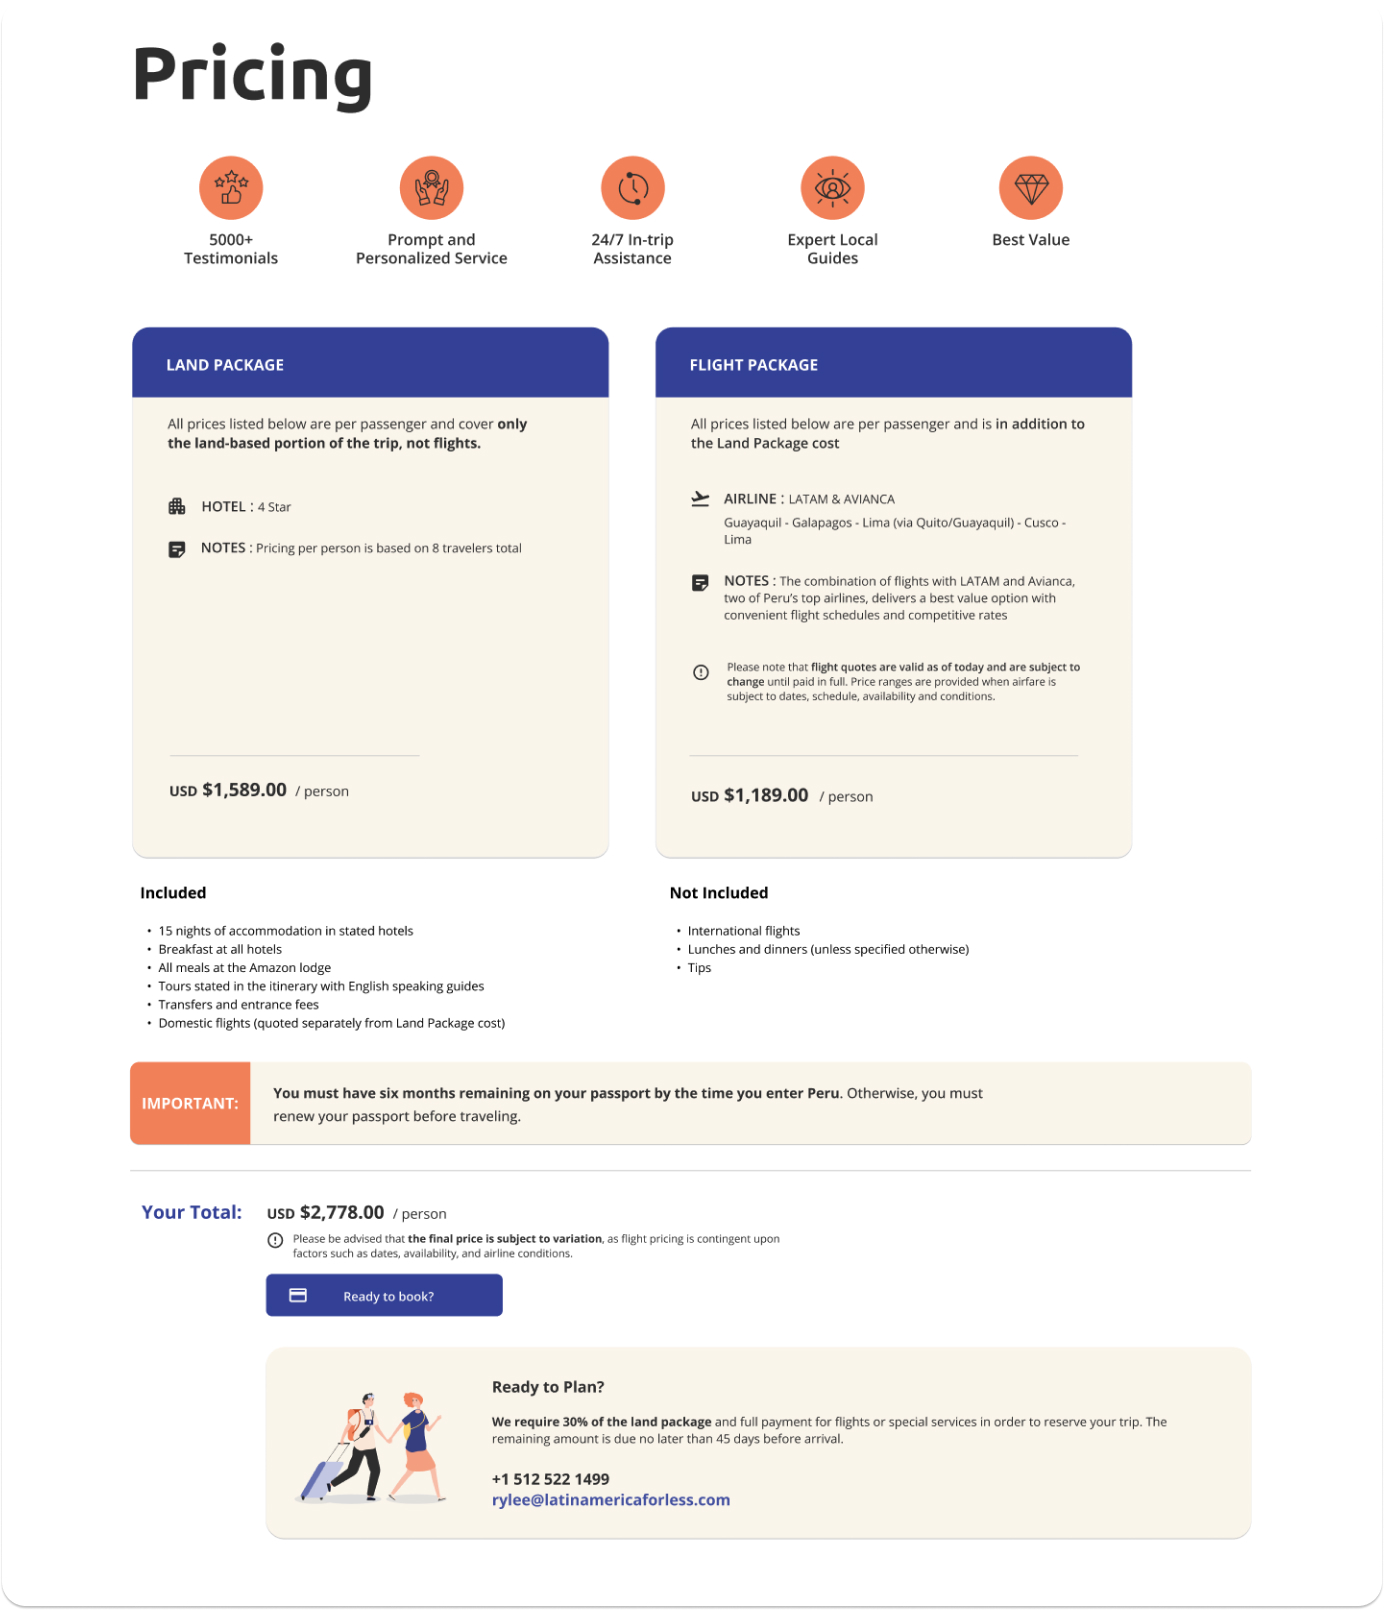 Pricing
5000+
Testimonials
Prompt and
Personalized Service
24/7 In-trip
Assistance
Expert Local
Guides
Best Value
LAND PACKAGE
All prices listed below are per passenger and cover only
the land-based portion of the trip, not flights.
HOTEL : 4 Star
NOTES : Pricing per person is based on 8 travelers total
USD $1,589.00 / person
FLIGHT PACKAGE
All prices listed below are per passenger and is in addition to
the Land Package cost
AIRLINE : LATAM & AVIANCA
Guayaquil - Galapagos - Lima (via Quito/Guayaquil) - Cusco -
Lima
NOTES : The combination of flights with LATAM and Avianca,
two of Peru's top airlines, delivers a best value option with
convenient flight schedules and competitive rates
Please note that flight quotes are valid as of today and are subject to
change until paid in full. Price ranges are provided when airfare is
subject to dates, schedule, availability and conditions.
USD $1,189.00 / person
Included
• 15 nights of accommodation in stated hotels
• Breakfast at all hotels
• All meals at the Amazon lodge
• Tours stated in the itinerary with English speaking guides
• Transfers and entrance fees
• Domestic flights (quoted separately from Land Package cost)
Not Included
• International flights
• Lunches and dinners (unless specified otherwise)
• Tips
IMPORTANT:
You must have six months remaining on your passport by the time you enter Peru. Otherwise, you must
renew your passport before traveling.
Your Total: USD $2,778.00 / person
Please be advised that the final price is subject to variation, as flight pricing is contingent upon
factors such as dates, availability, and airline conditions.
Ready to book?
Ready to Plan?
We require 30% of the land package and full payment for flights or special services in order to reserve your trip. The
remaining amount is due no later than 45 days before arrival.
+1 512 522 1499
rylee@latinamericaforless.com